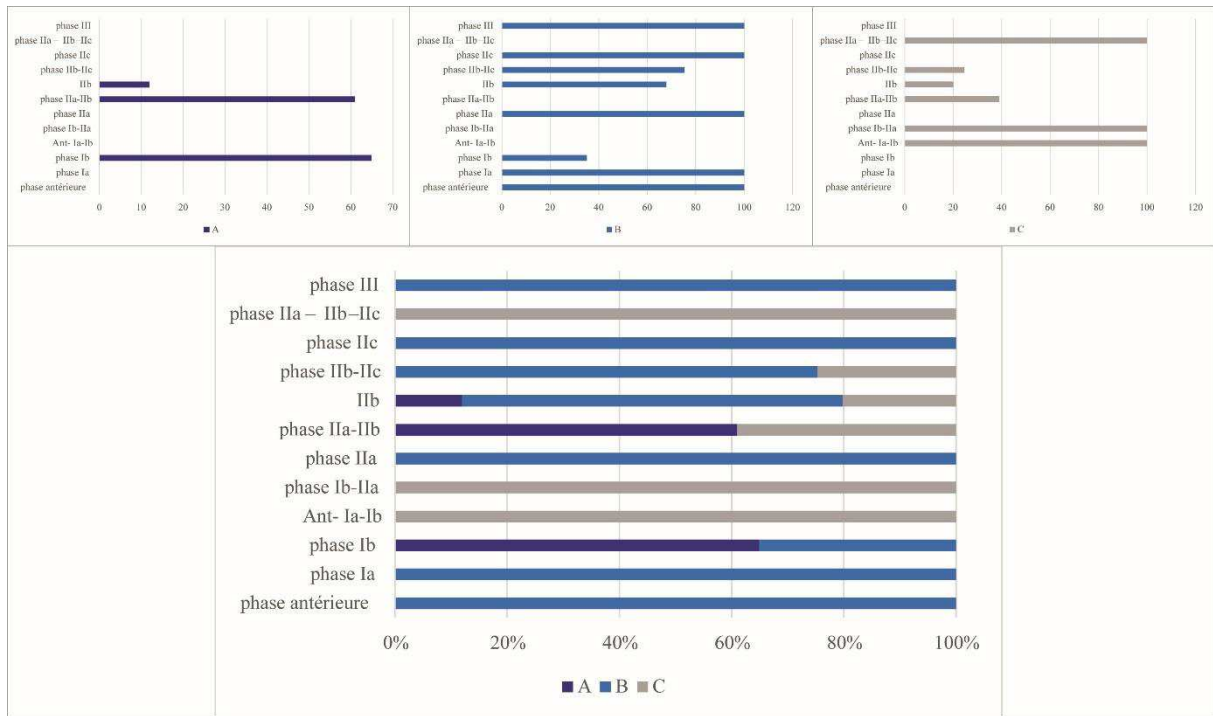 phase III
phase IIa – IIb–IIc
phase IIc
phase IIb-IIc
IIb
phase IIa-IIb
phase IIa
phase Ib-IIa
Ant- Ia-Ib
phase Ib
phase Ia
phase antérieure
0 10 20 30 40 50 60 70
A
phase III
phase IIa – IIb–IIc
phase IIc
phase IIb-IIc
IIb
phase IIa-IIb
phase IIa
phase Ib-IIa
Ant- Ia-Ib
phase Ib
phase Ia
phase antérieure
0 20 40 60 80 100 120
B
phase III
phase IIa – IIb–IIc
phase IIc
phase IIb-IIc
IIb
phase IIa-IIb
phase IIa
phase Ib-IIa
Ant- Ia-Ib
phase Ib
phase Ia
phase antérieure
0 20 40 60 80 100 120
C
phase III
phase IIa – IIb–IIc
phase IIc
phase IIb-IIc
IIb
phase IIa-IIb
phase IIa
phase Ib-IIa
Ant- Ia-Ib
phase Ib
phase Ia
phase antérieure
0% 20% 40% 60% 80% 100%
A B C